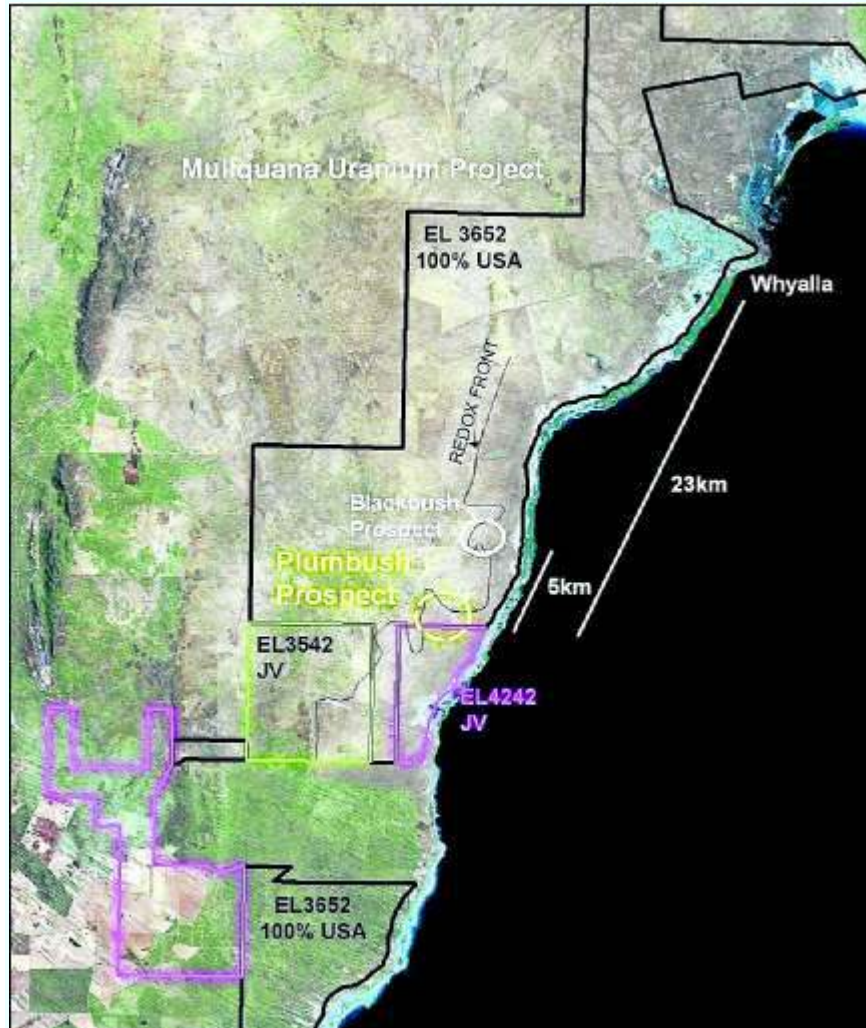 Mullquana Uranium Project
EL 3652
100% USA
Whyalla
REDOX FRONT
23km
Blackbush
Prospect
Plumbush
Prospect
5km
EL3542
JV
EL4242
JV
EL3652
100% USA